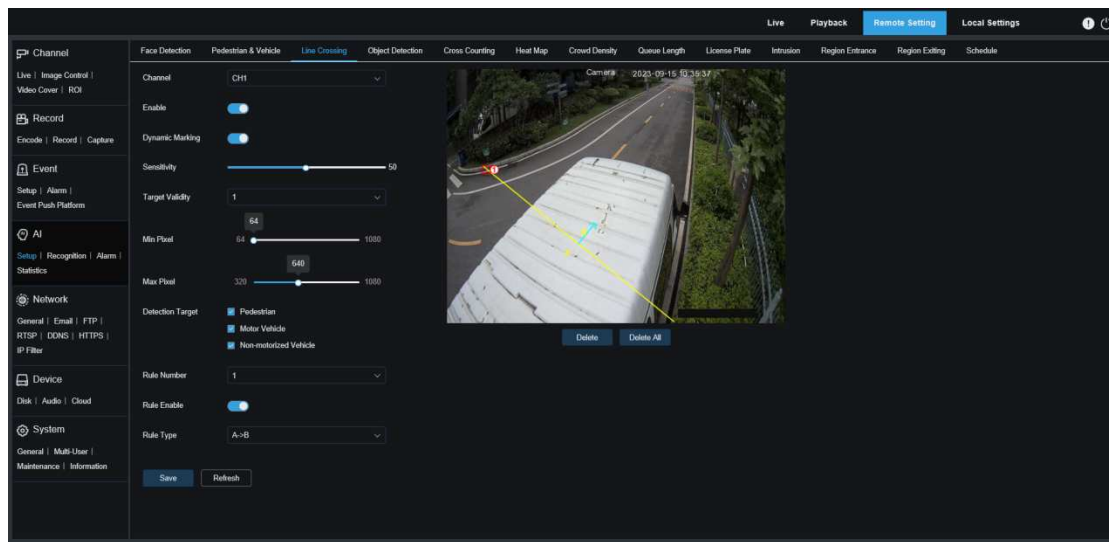 Live Playback Remote Setting Local Settings
Channel
Live | Image Control |
Video Cover | ROI
Record
Encode | Record | Capture
Event
Setup | Alarm |
Event Push Platform
AI
Setup | Recognition | Alarm |
Statistics
Network
General | Email | FTP |
RTSP | DDNS | HTTPS |
IP Filter
Device
Disk | Audio | Cloud
System
General | Multi-User |
Maintenance | Information
Face Detection Pedestrian & Vehicle Line Crossing Object Detection Cross Counting Heat Map Crowd Density Queue Length License Plate Intrusion Region Entrance Region Exiting Schedule
Channel CH1
Enable
Dynamic Marking
Sensitivity 50
Target Validity 1
64
Min Pixel 64 1080
640
Max Pixel 320 1080
Detection Target Pedestrian
Motor Vehicle
Non-motorized Vehicle
Rule Number 1
Rule Enable
Rule Type A->B
Save Refresh
Camera 2023-09-15 10:35:37
1
Delete Delete All